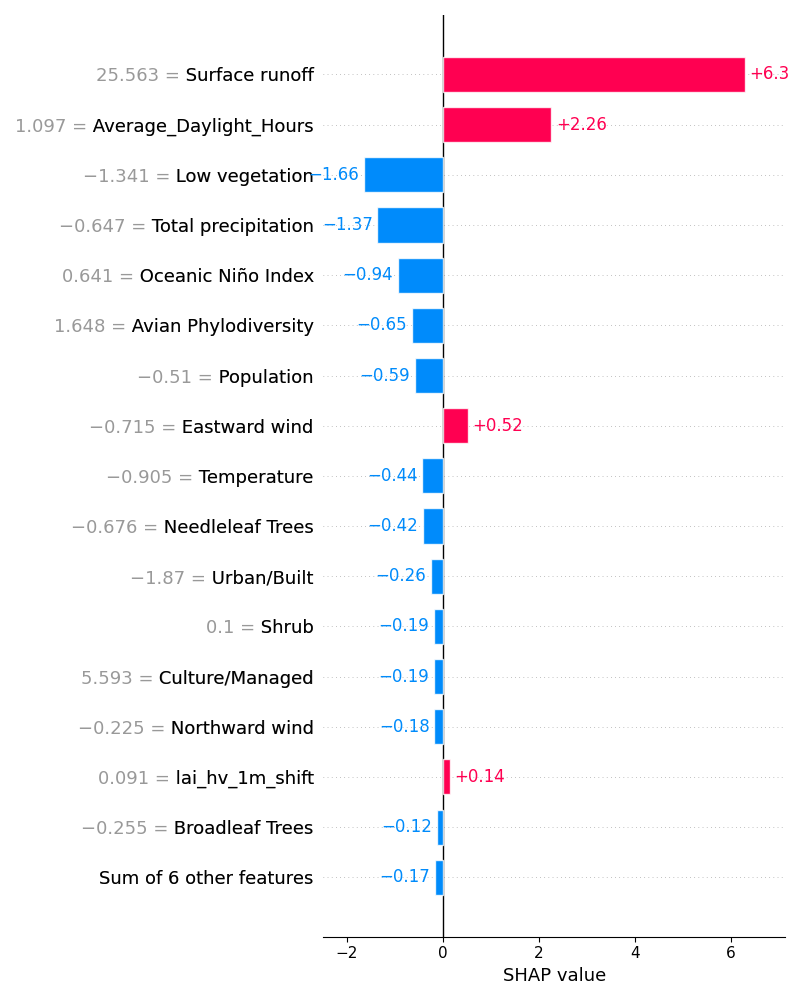 25.563 = Surface runoff +6.3
1.097 = Average_Daylight_Hours +2.26
−1.341 = Low vegetation −1.66
−0.647 = Total precipitation −1.37
0.641 = Oceanic Niño Index −0.94
1.648 = Avian Phylodiversity −0.65
−0.51 = Population −0.59
−0.715 = Eastward wind +0.52
−0.905 = Temperature −0.44
−0.676 = Needleleaf Trees −0.42
−1.87 = Urban/Built −0.26
0.1 = Shrub −0.19
5.593 = Culture/Managed −0.19
−0.225 = Northward wind −0.18
0.091 = lai_hv_1m_shift +0.14
−0.255 = Broadleaf Trees −0.12
Sum of 6 other features −0.17
−2 0 2 4 6
SHAP value